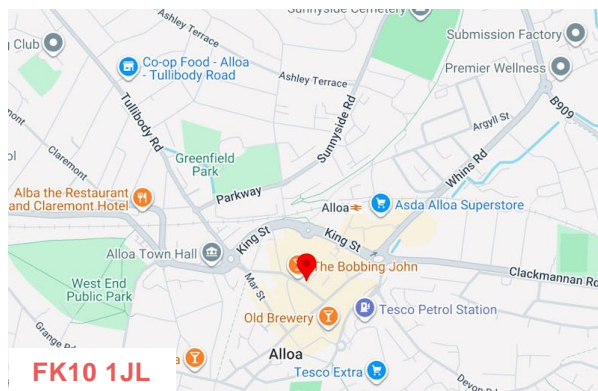 Sunnyside Cemetery
Club
Submission Factory
Ashley Terrace
Co-op Food - Alloa
- Tullibody Road
Premier Wellness
Ashley Terrace
B909
Tullibody Rd
Sunnyside Rd
Argyll St
Claremont
Greenfield
Park
Whins Rd
Alba the Restaurant
and Claremont Hotel
Parkway
Alloa
Asda Alloa Superstore
King St
King St
Alloa Town Hall
The Bobbing John
Clackmannan Rd
West End
Public Park
Mar St
Tesco Petrol Station
Old Brewery
Grange Rd
Alloa
FK10 1JL
Tesco Extra
Devon Rd